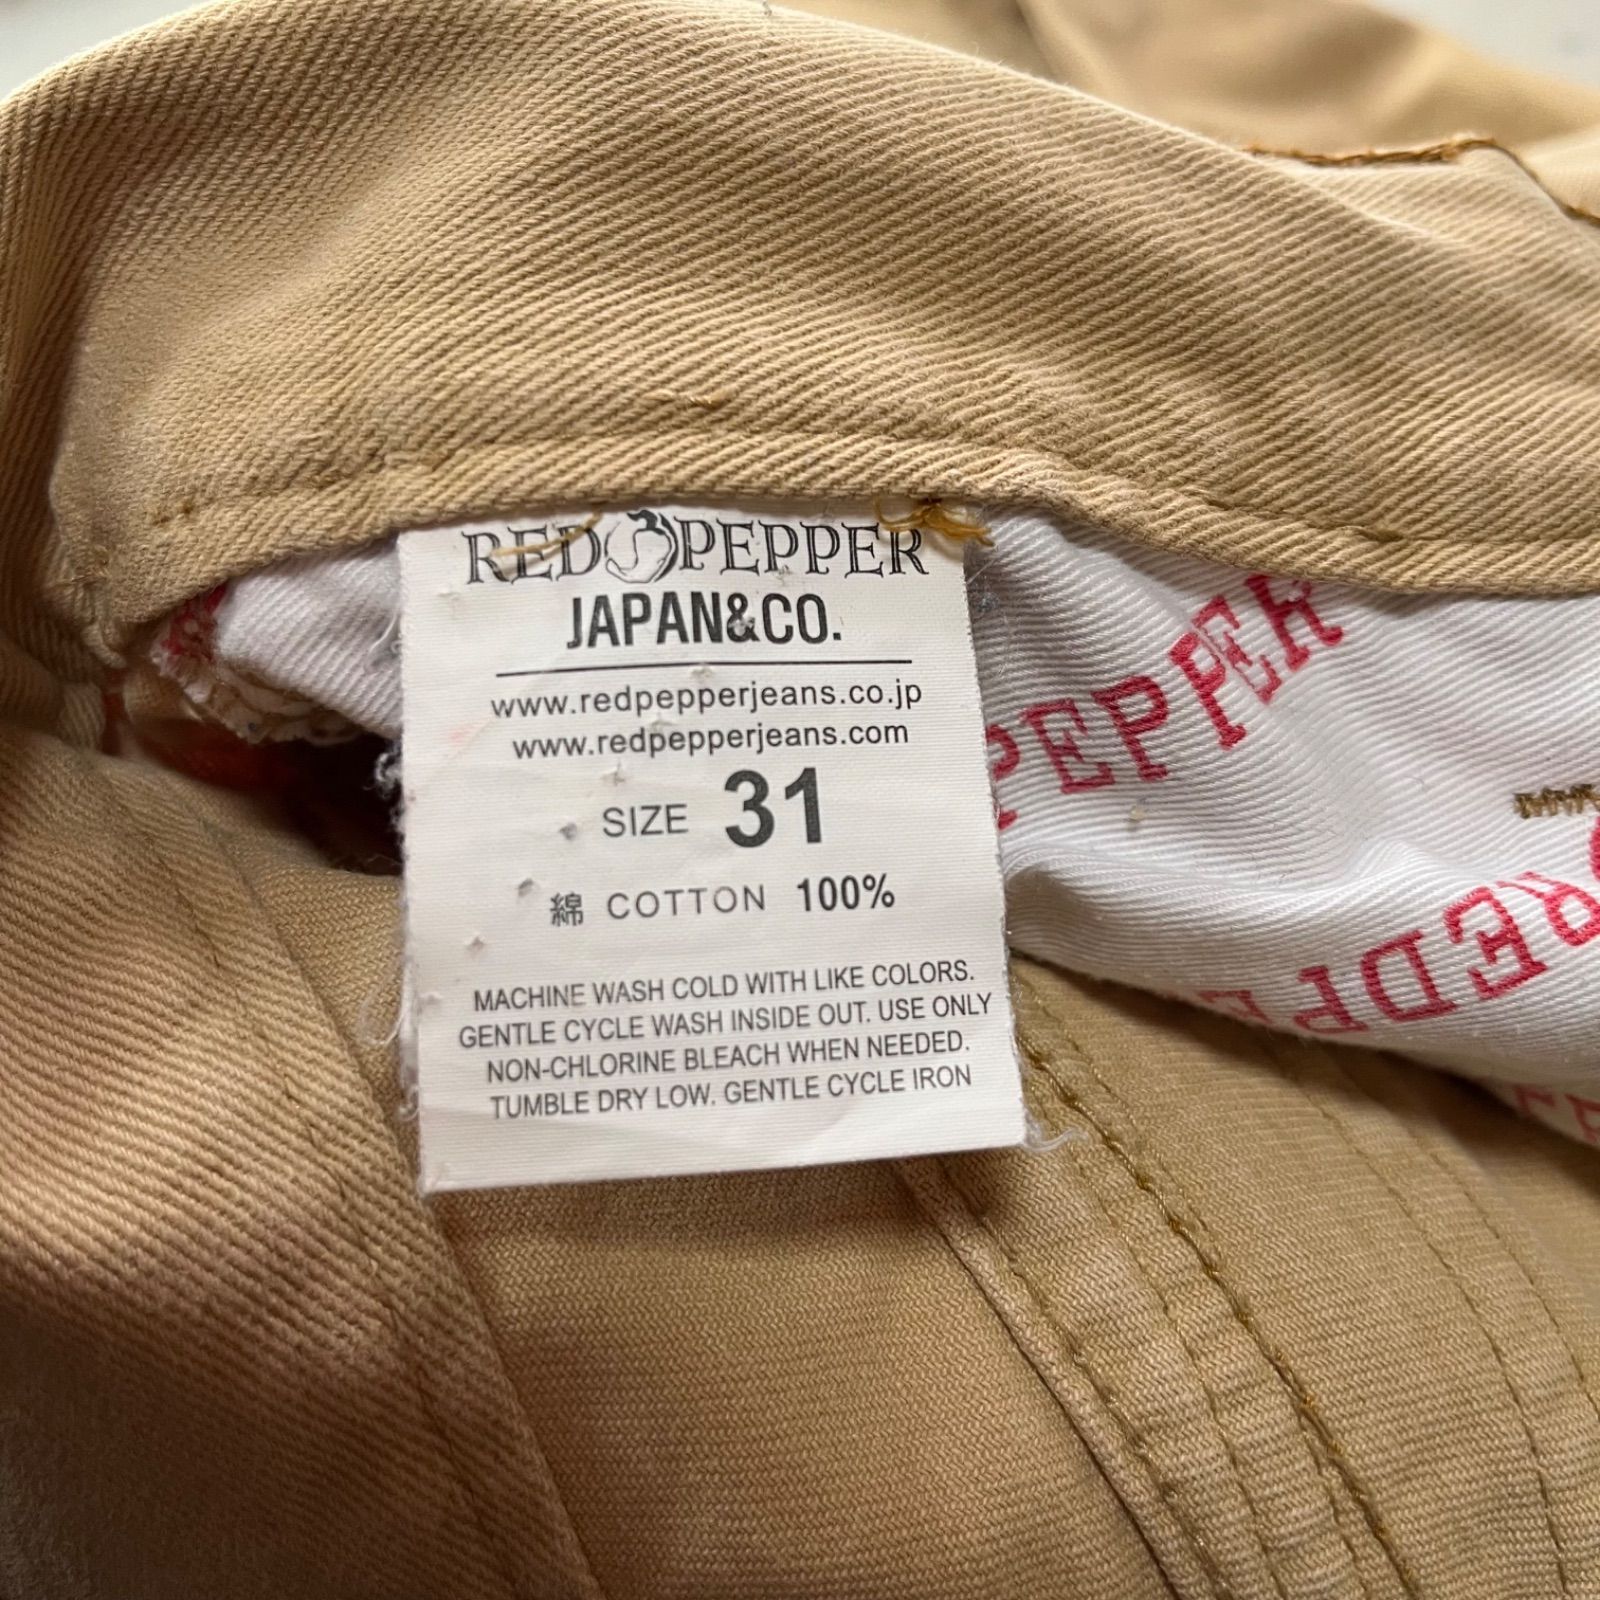 RED PEPPER
JAPAN&CO.
www.redpepperjeans.co.jp
www.redpepperjeans.com
SIZE 31
綿 COTTON 100%
MACHINE WASH COLD WITH LIKE COLORS.
GENTLE CYCLE WASH INSIDE OUT. USE ONLY
NON-CHLORINE BLEACH WHEN NEEDED.
TUMBLE DRY LOW. GENTLE CYCLE IRON
PEPPER
REDPE